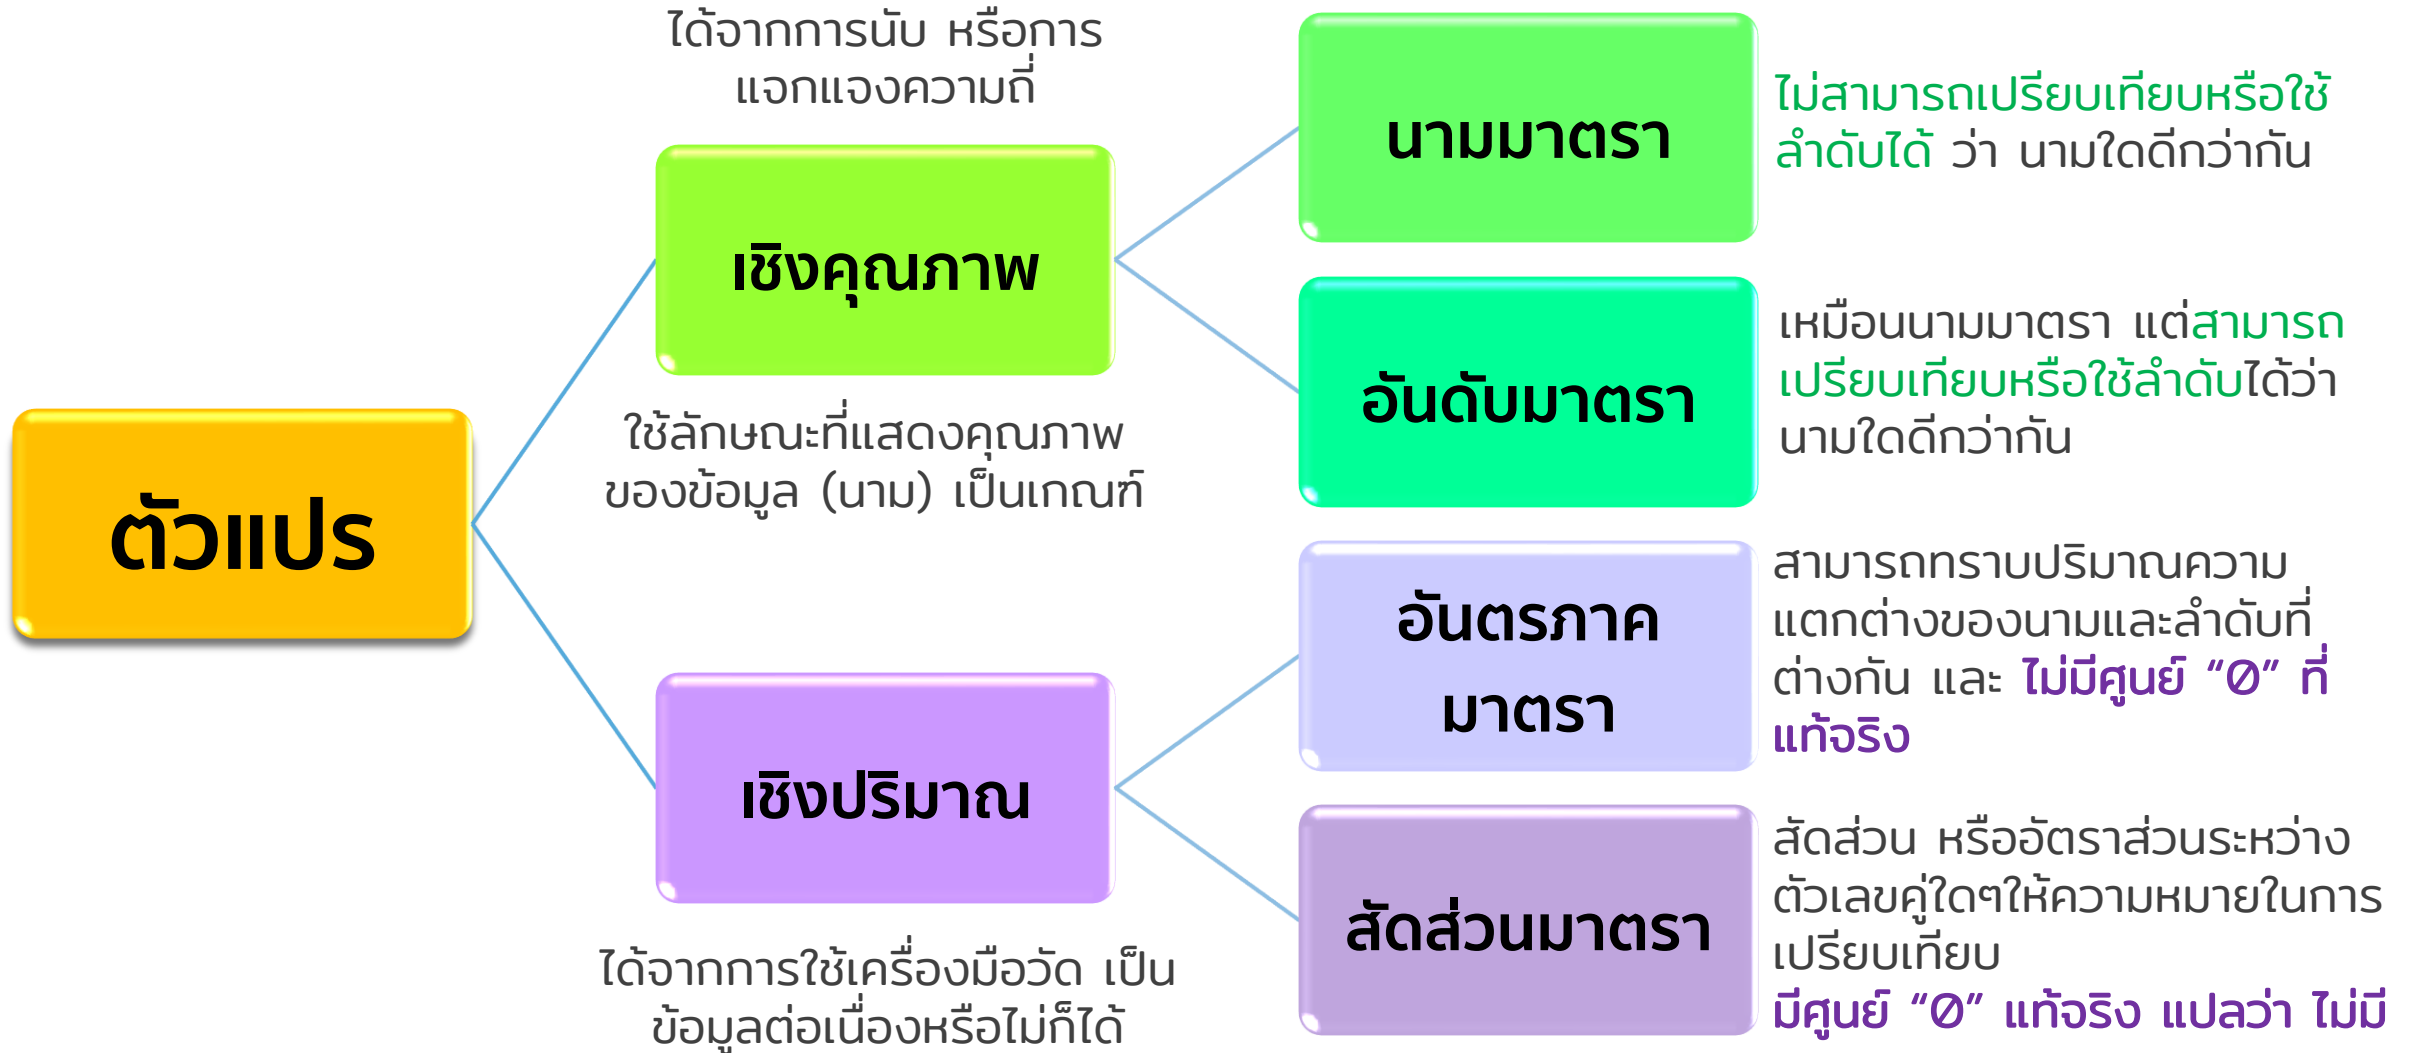 ได้จากการนับ หรือการ
แจกแจงความถี่
เชิงคุณภาพ
ใช้ลักษณะที่แสดงคุณภาพ
ของข้อมูล (นาม) เป็นเกณฑ์
ตัวแปร
เชิงปริมาณ
ได้จากการใช้เครื่องมือวัด เป็น
ข้อมูลต่อเนื่องหรือไม่ก็ได้
นามมาตรา
ไม่สามารถเปรียบเทียบหรือใช้
ลำดับได้ ว่า นามใดดีกว่ากัน
อันดับมาตรา
เหมือนนามมาตรา แต่สามารถ
เปรียบเทียบหรือใช้ลำดับได้ว่า
นามใดดีกว่ากัน
อันตรภาค
มาตรา
สามารถทราบปริมาณความ
แตกต่างของนามและลำดับที่
ต่างกัน และ ไม่มีศูนย์ “0” ที่
แท้จริง
สัดส่วนมาตรา
สัดส่วน หรืออัตราส่วนระหว่าง
ตัวเลขคู่ใดๆให้ความหมายในการ
เปรียบเทียบ
มีศูนย์ “0” แท้จริง แปลว่า ไม่มี